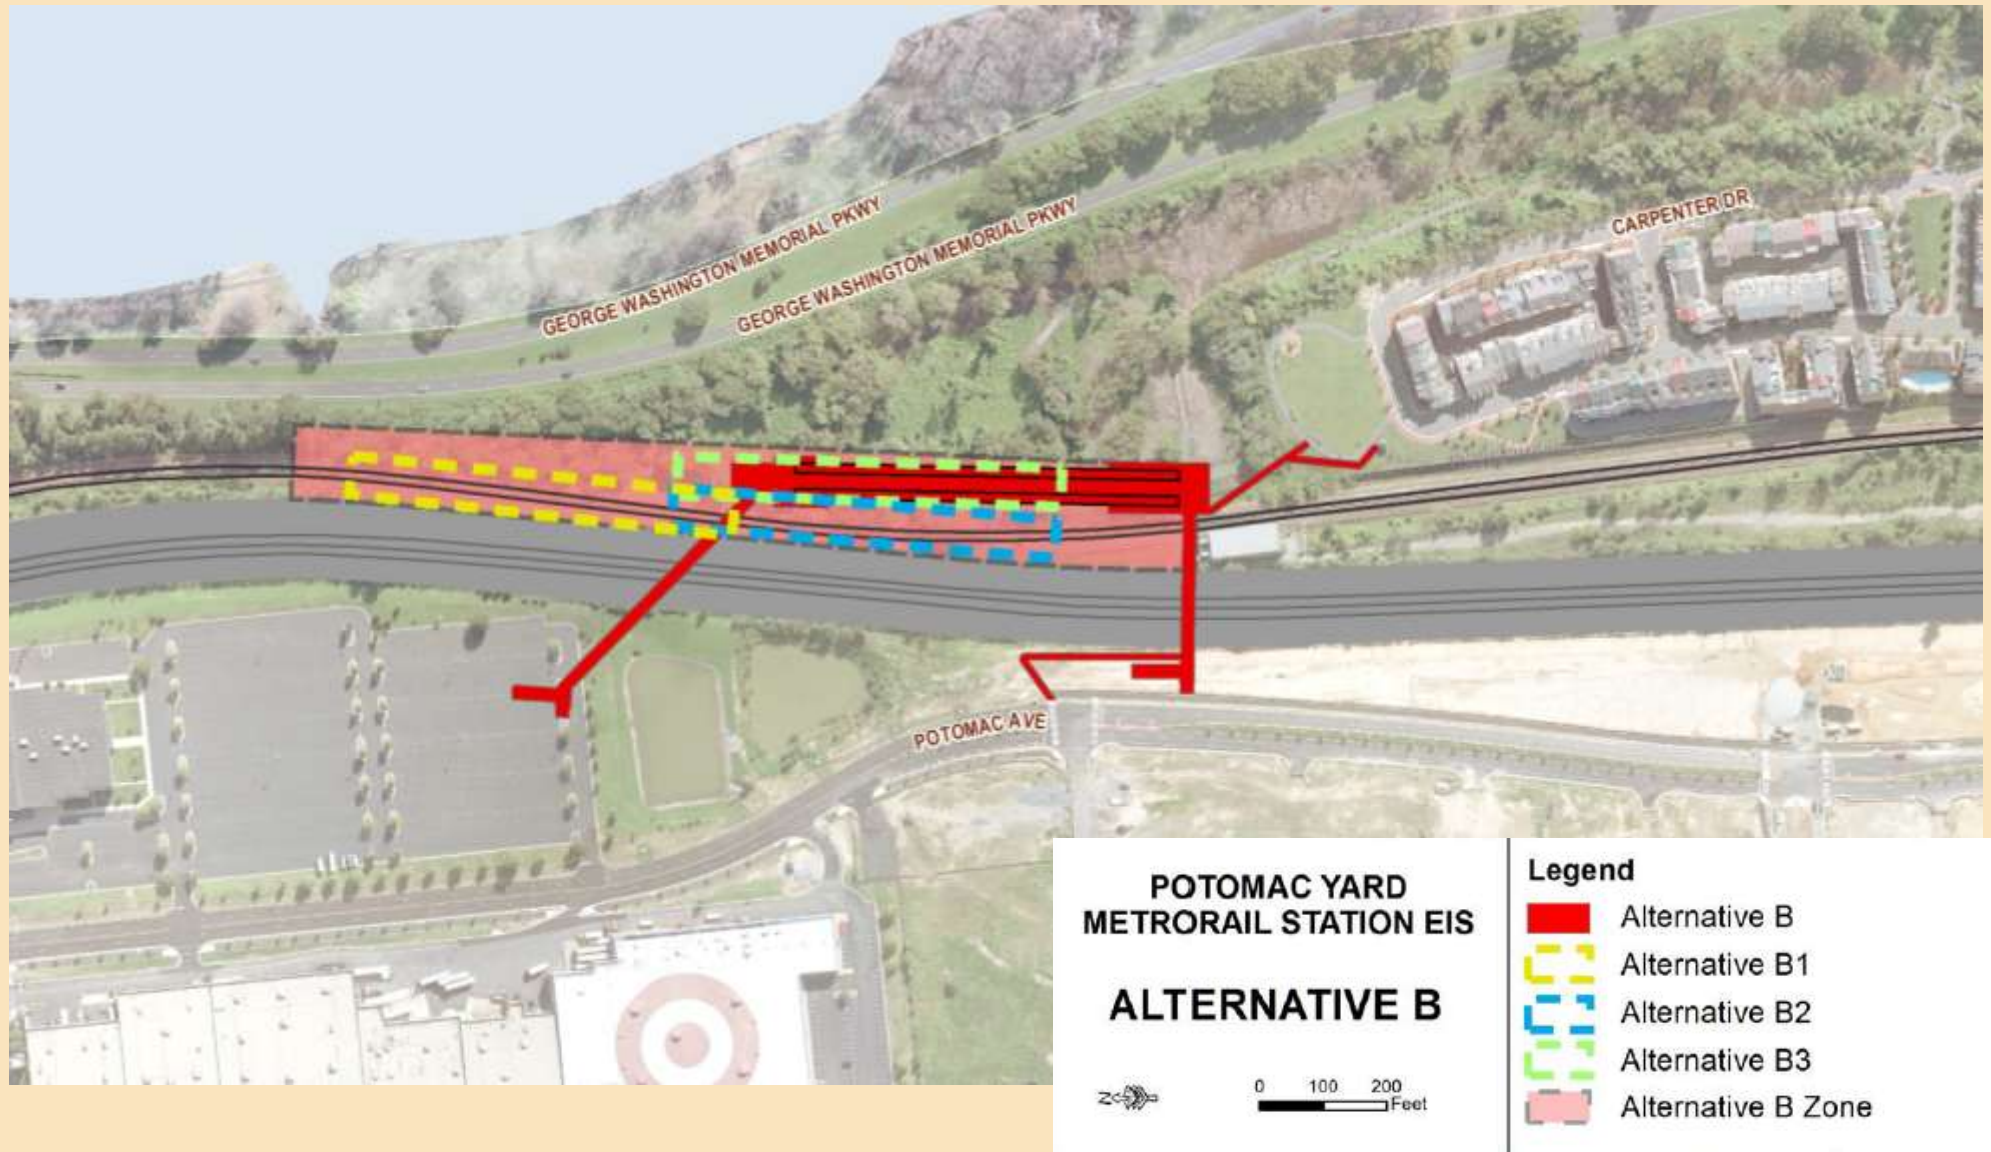 GEORGE WASHINGTON MEMORIAL PKWY
GEORGE WASHINGTON MEMORIAL PKWY
CARPENTER DR
POTOMAC AVE
POTOMAC YARD
METRORAIL STATION EIS
ALTERNATIVE B
N
0 100 200
Feet
Legend
Alternative B
Alternative B1
Alternative B2
Alternative B3
Alternative B Zone